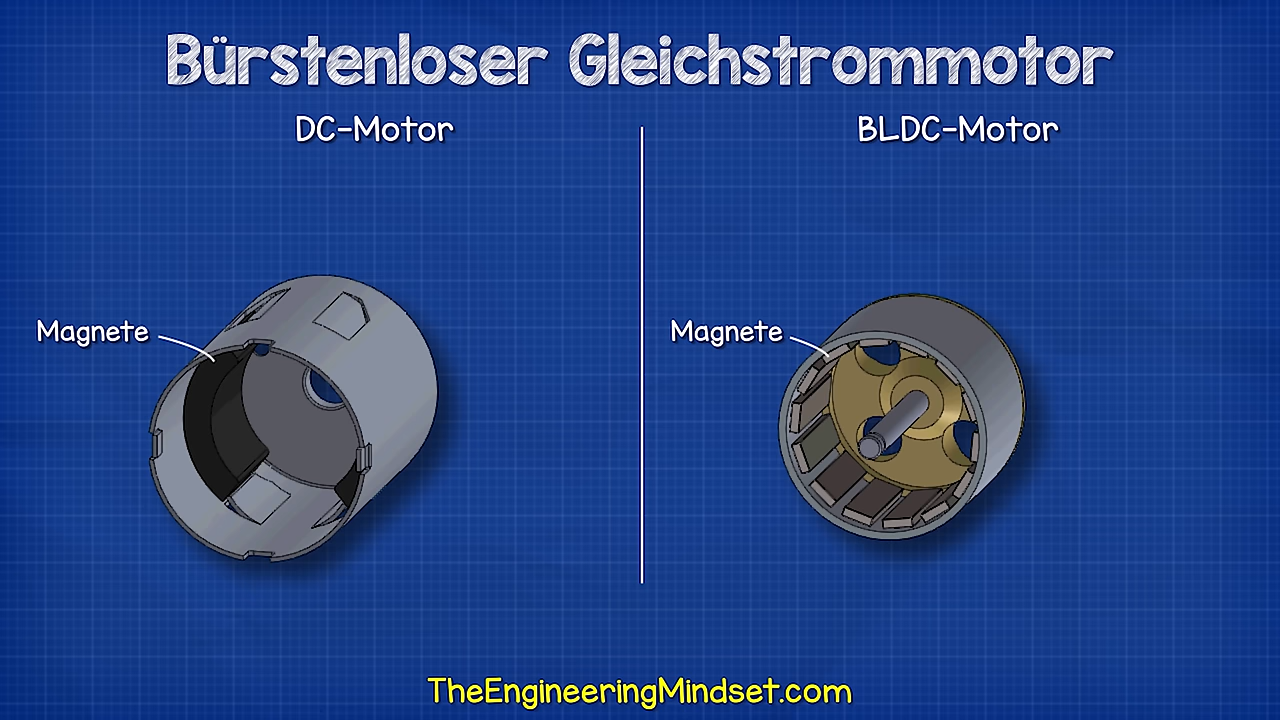 Bürstenloser Gleichstrommotor
DC-Motor
BLDC-Motor
Magnete
Magnete
TheEngineeringMindset.com